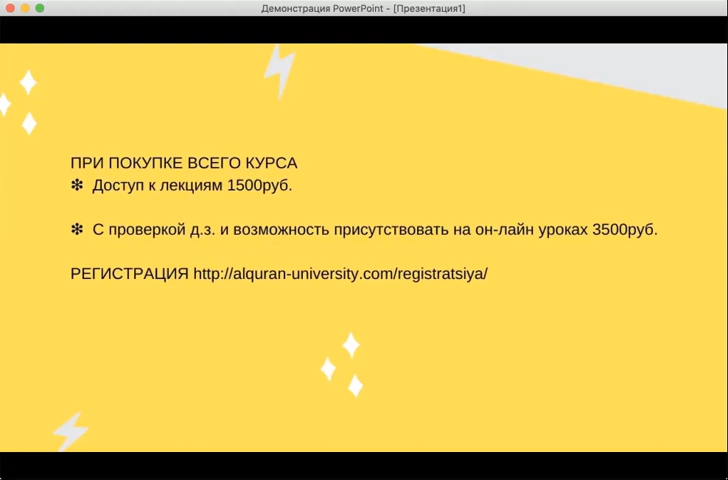 Демонстрация PowerPoint - [Презентация1]
ПРИ ПОКУПКЕ ВСЕГО КУРСА
❇ Доступ к лекциям 1500руб.
❇ С проверкой д.з. и возможность присутствовать на он-лайн уроках 3500руб.
РЕГИСТРАЦИЯ http://alquran-university.com/registratsiya/